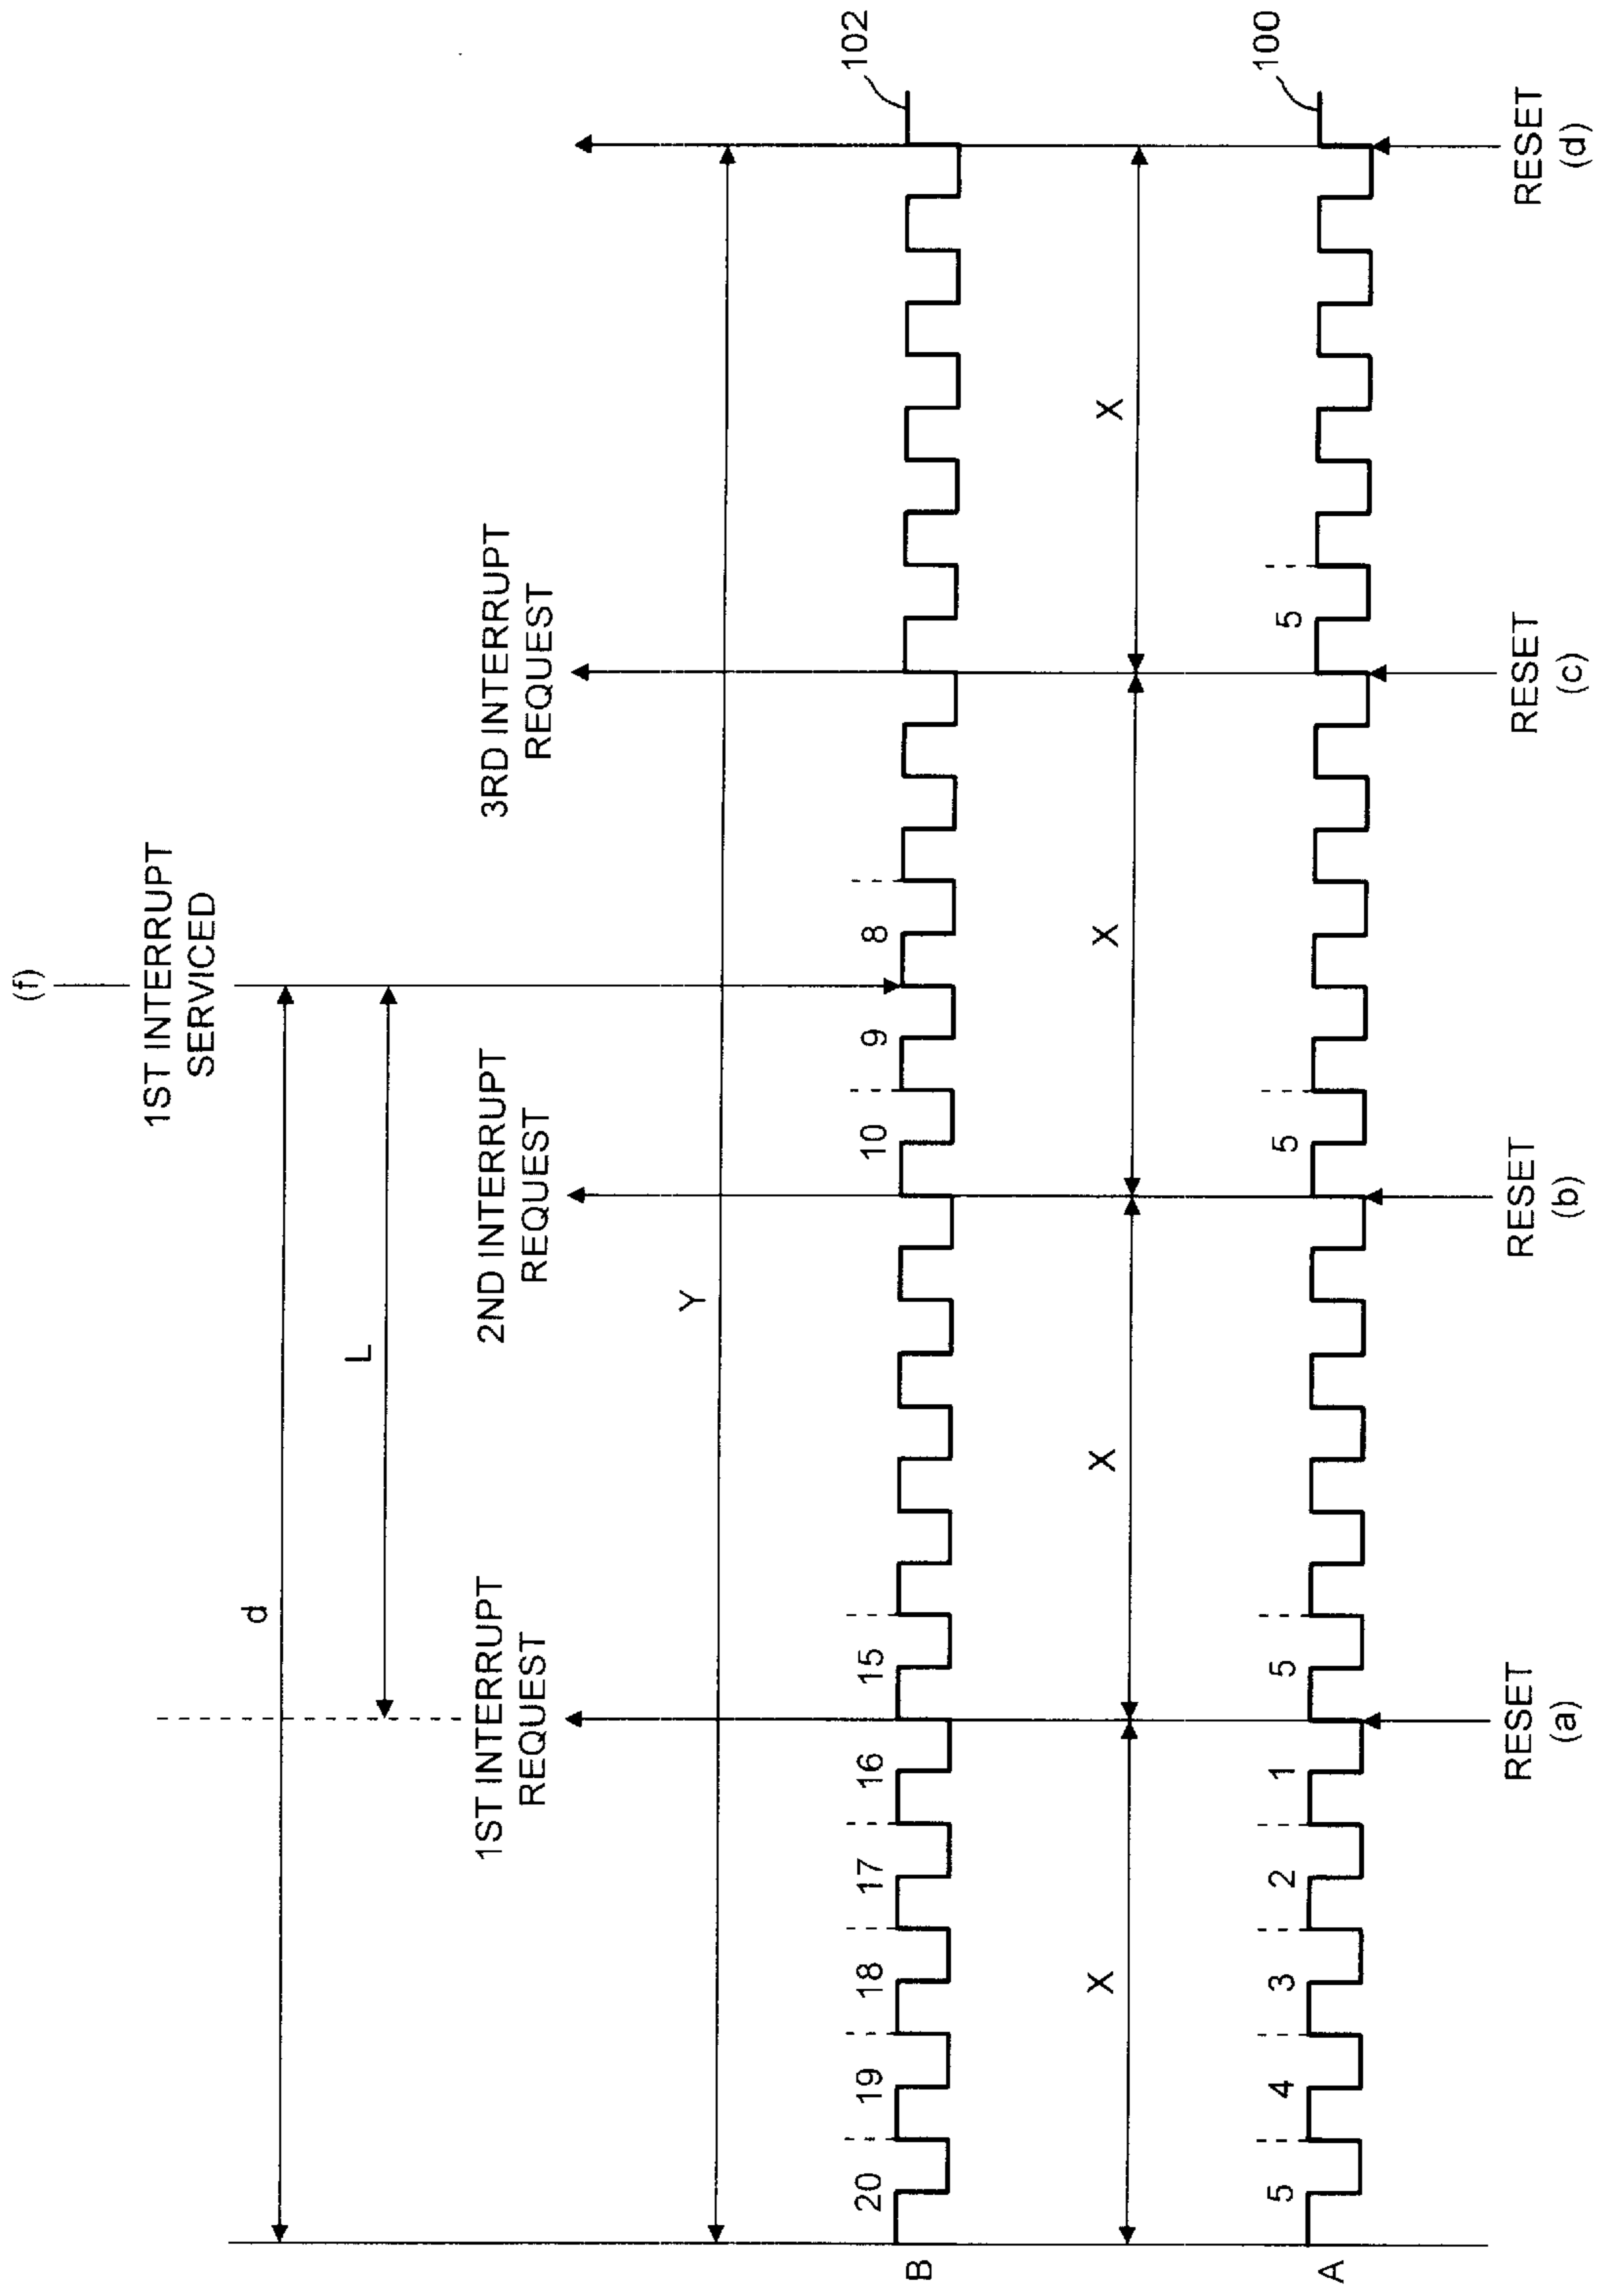 (f)
1ST INTERRUPT
SERVICED
d
L
1ST INTERRUPT
REQUEST
2ND INTERRUPT
REQUEST
3RD INTERRUPT
REQUEST
Y
102
20 19 18 17 16 15 10 9 8
B
X X X X
100
5 4 3 2 1 5 5 5
A
RESET
(a)
RESET
(b)
RESET
(c)
RESET
(d)